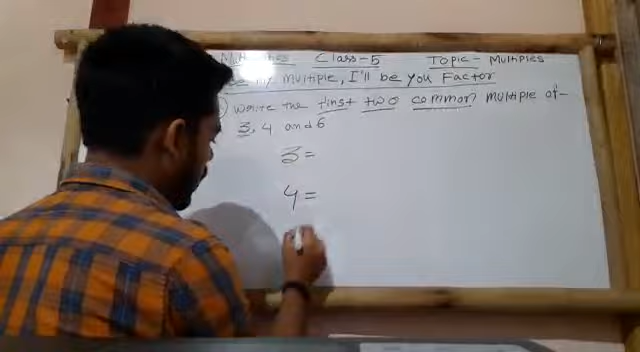 Class-5 Topic- Multiples
my multiple, I'll be you Factor
Write the first two common multiple of-
3, 4 and 6
3=
4=